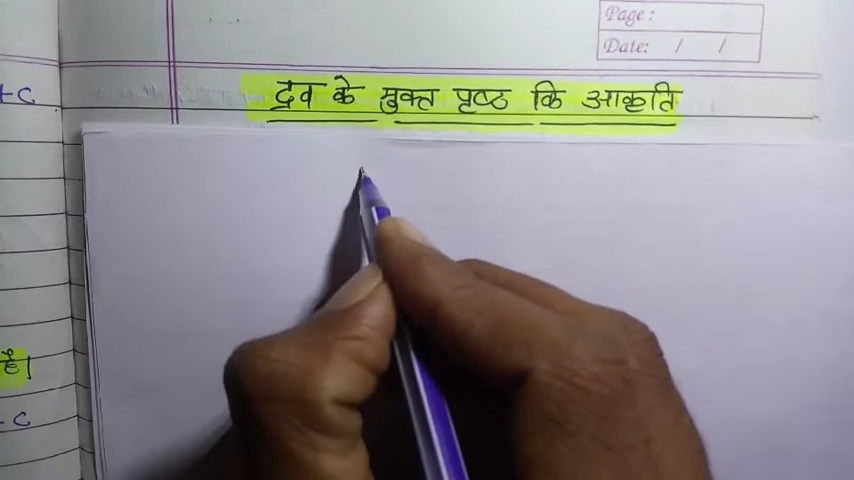 Page:
Date: / /
+C
द्रव के मुक्त पृष्ठ कि आकृति
है।
- C